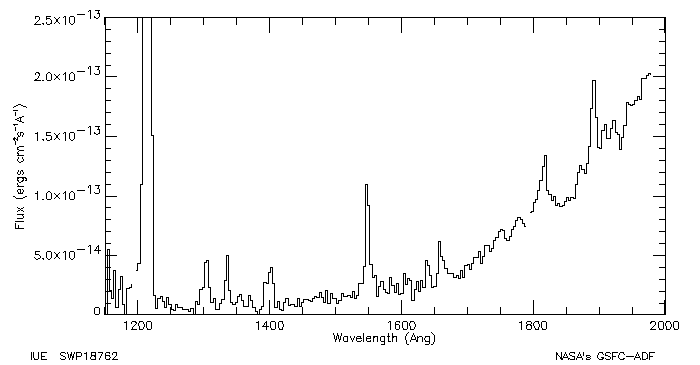 2.5×10⁻¹³
2.0×10⁻¹³
1.5×10⁻¹³
1.0×10⁻¹³
5.0×10⁻¹⁴
0
Flux (ergs cm⁻²s⁻¹A⁻¹)
1200 1400 1600 1800 2000
Wavelength (Ang)
IUE SWP18762 NASA's GSFC-ADF